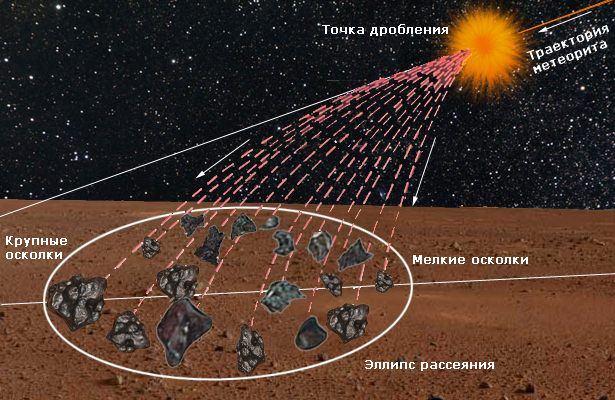 Точка дробления
Траектория
метеорита
Крупные
осколки
Мелкие осколки
Эллипс рассеяния